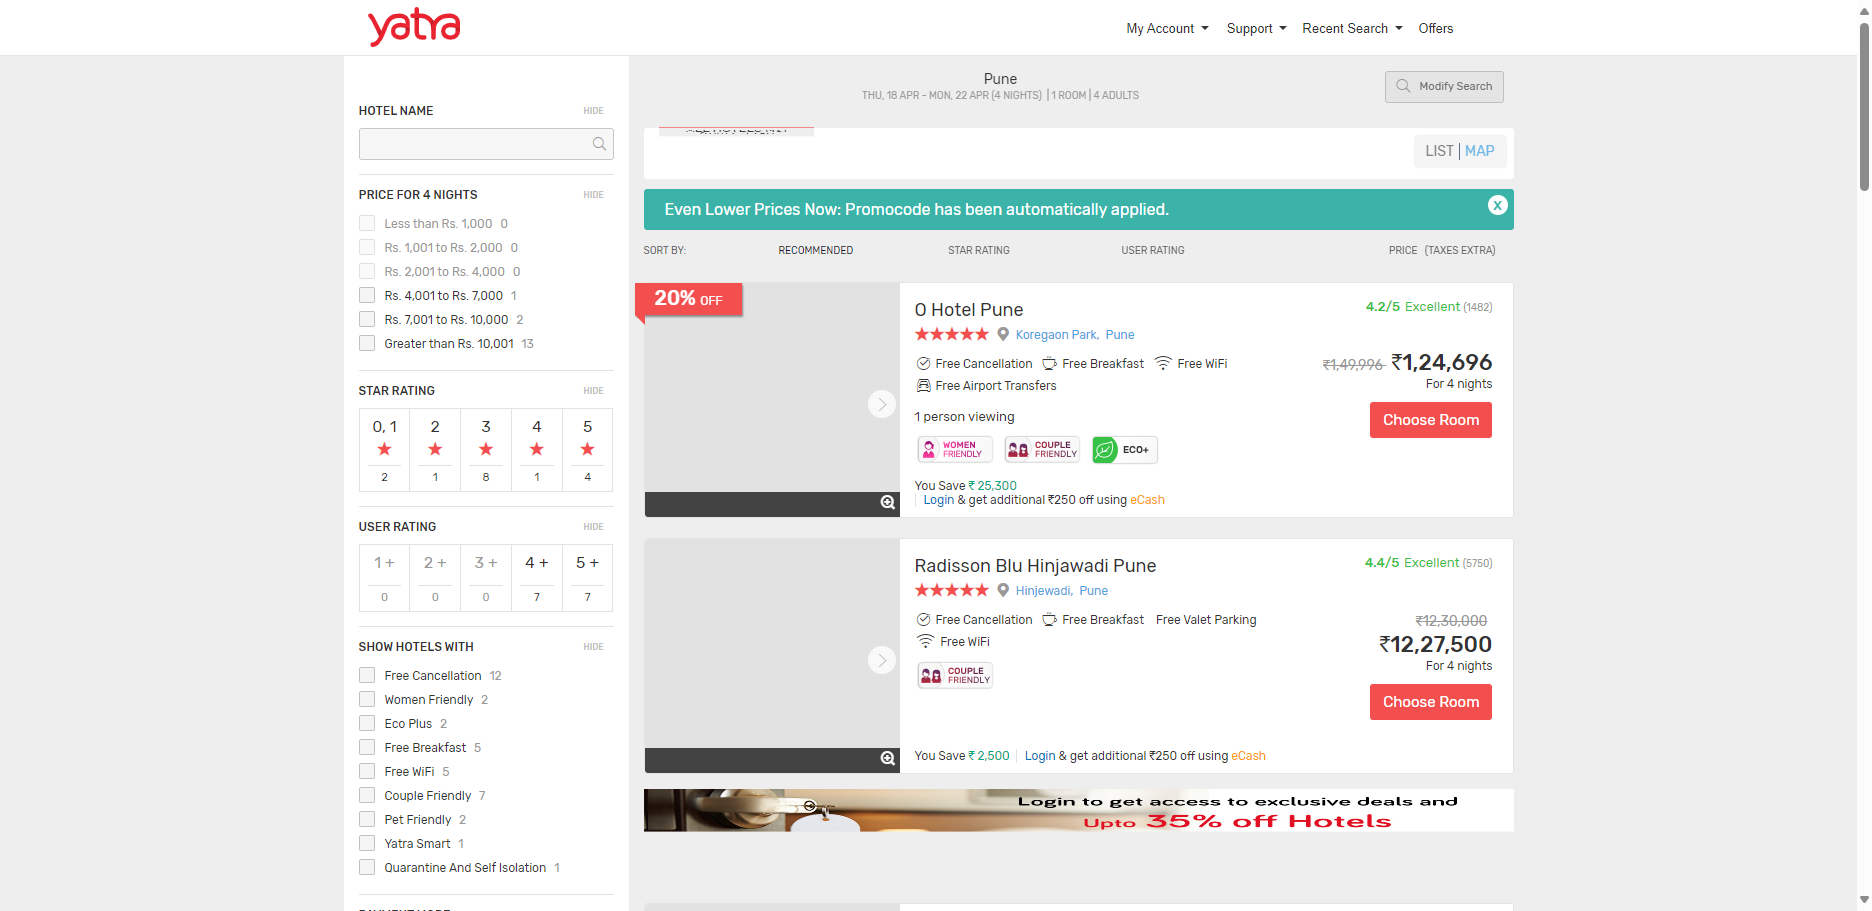 yatra
My Account
Support
Recent Search
Offers
Pune
THU, 18 APR - MON, 22 APR (4 NIGHTS) | 1 ROOM | 4 ADULTS
Modify Search
HOTEL NAME
HIDE
PRICE FOR 4 NIGHTS
HIDE
Less than Rs. 1,000 0
Rs. 1,001 to Rs. 2,000 0
Rs. 2,001 to Rs. 4,000 0
Rs. 4,001 to Rs. 7,000 1
Rs. 7,001 to Rs. 10,000 2
Greater than Rs. 10,001 13
STAR RATING
HIDE
0, 1 2 3 4 5
2 1 8 1 4
USER RATING
HIDE
1 + 2 + 3 + 4 + 5 +
0 0 0 7 7
SHOW HOTELS WITH
HIDE
Free Cancellation 12
Women Friendly 2
Eco Plus 2
Free Breakfast 5
Free WiFi 5
Couple Friendly 7
Pet Friendly 2
Yatra Smart 1
Quarantine And Self Isolation 1
LIST | MAP
Even Lower Prices Now: Promocode has been automatically applied.
X
SORT BY: RECOMMENDED STAR RATING USER RATING PRICE (TAXES EXTRA)
20% OFF
O Hotel Pune
4.2/5 Excellent (1482)
Koregaon Park, Pune
Free Cancellation Free Breakfast Free WiFi
Free Airport Transfers
₹1,49,996 ₹1,24,696
For 4 nights
Choose Room
1 person viewing
WOMEN FRIENDLY
COUPLE FRIENDLY
ECO+
You Save ₹ 25,300
Login & get additional ₹250 off using eCash
Radisson Blu Hinjawadi Pune
4.4/5 Excellent (5750)
Hinjewadi, Pune
Free Cancellation Free Breakfast Free Valet Parking
Free WiFi
₹12,30,000
₹12,27,500
For 4 nights
Choose Room
COUPLE FRIENDLY
You Save ₹ 2,500 Login & get additional ₹250 off using eCash
Login to get access to exclusive deals and
Upto 35% off Hotels